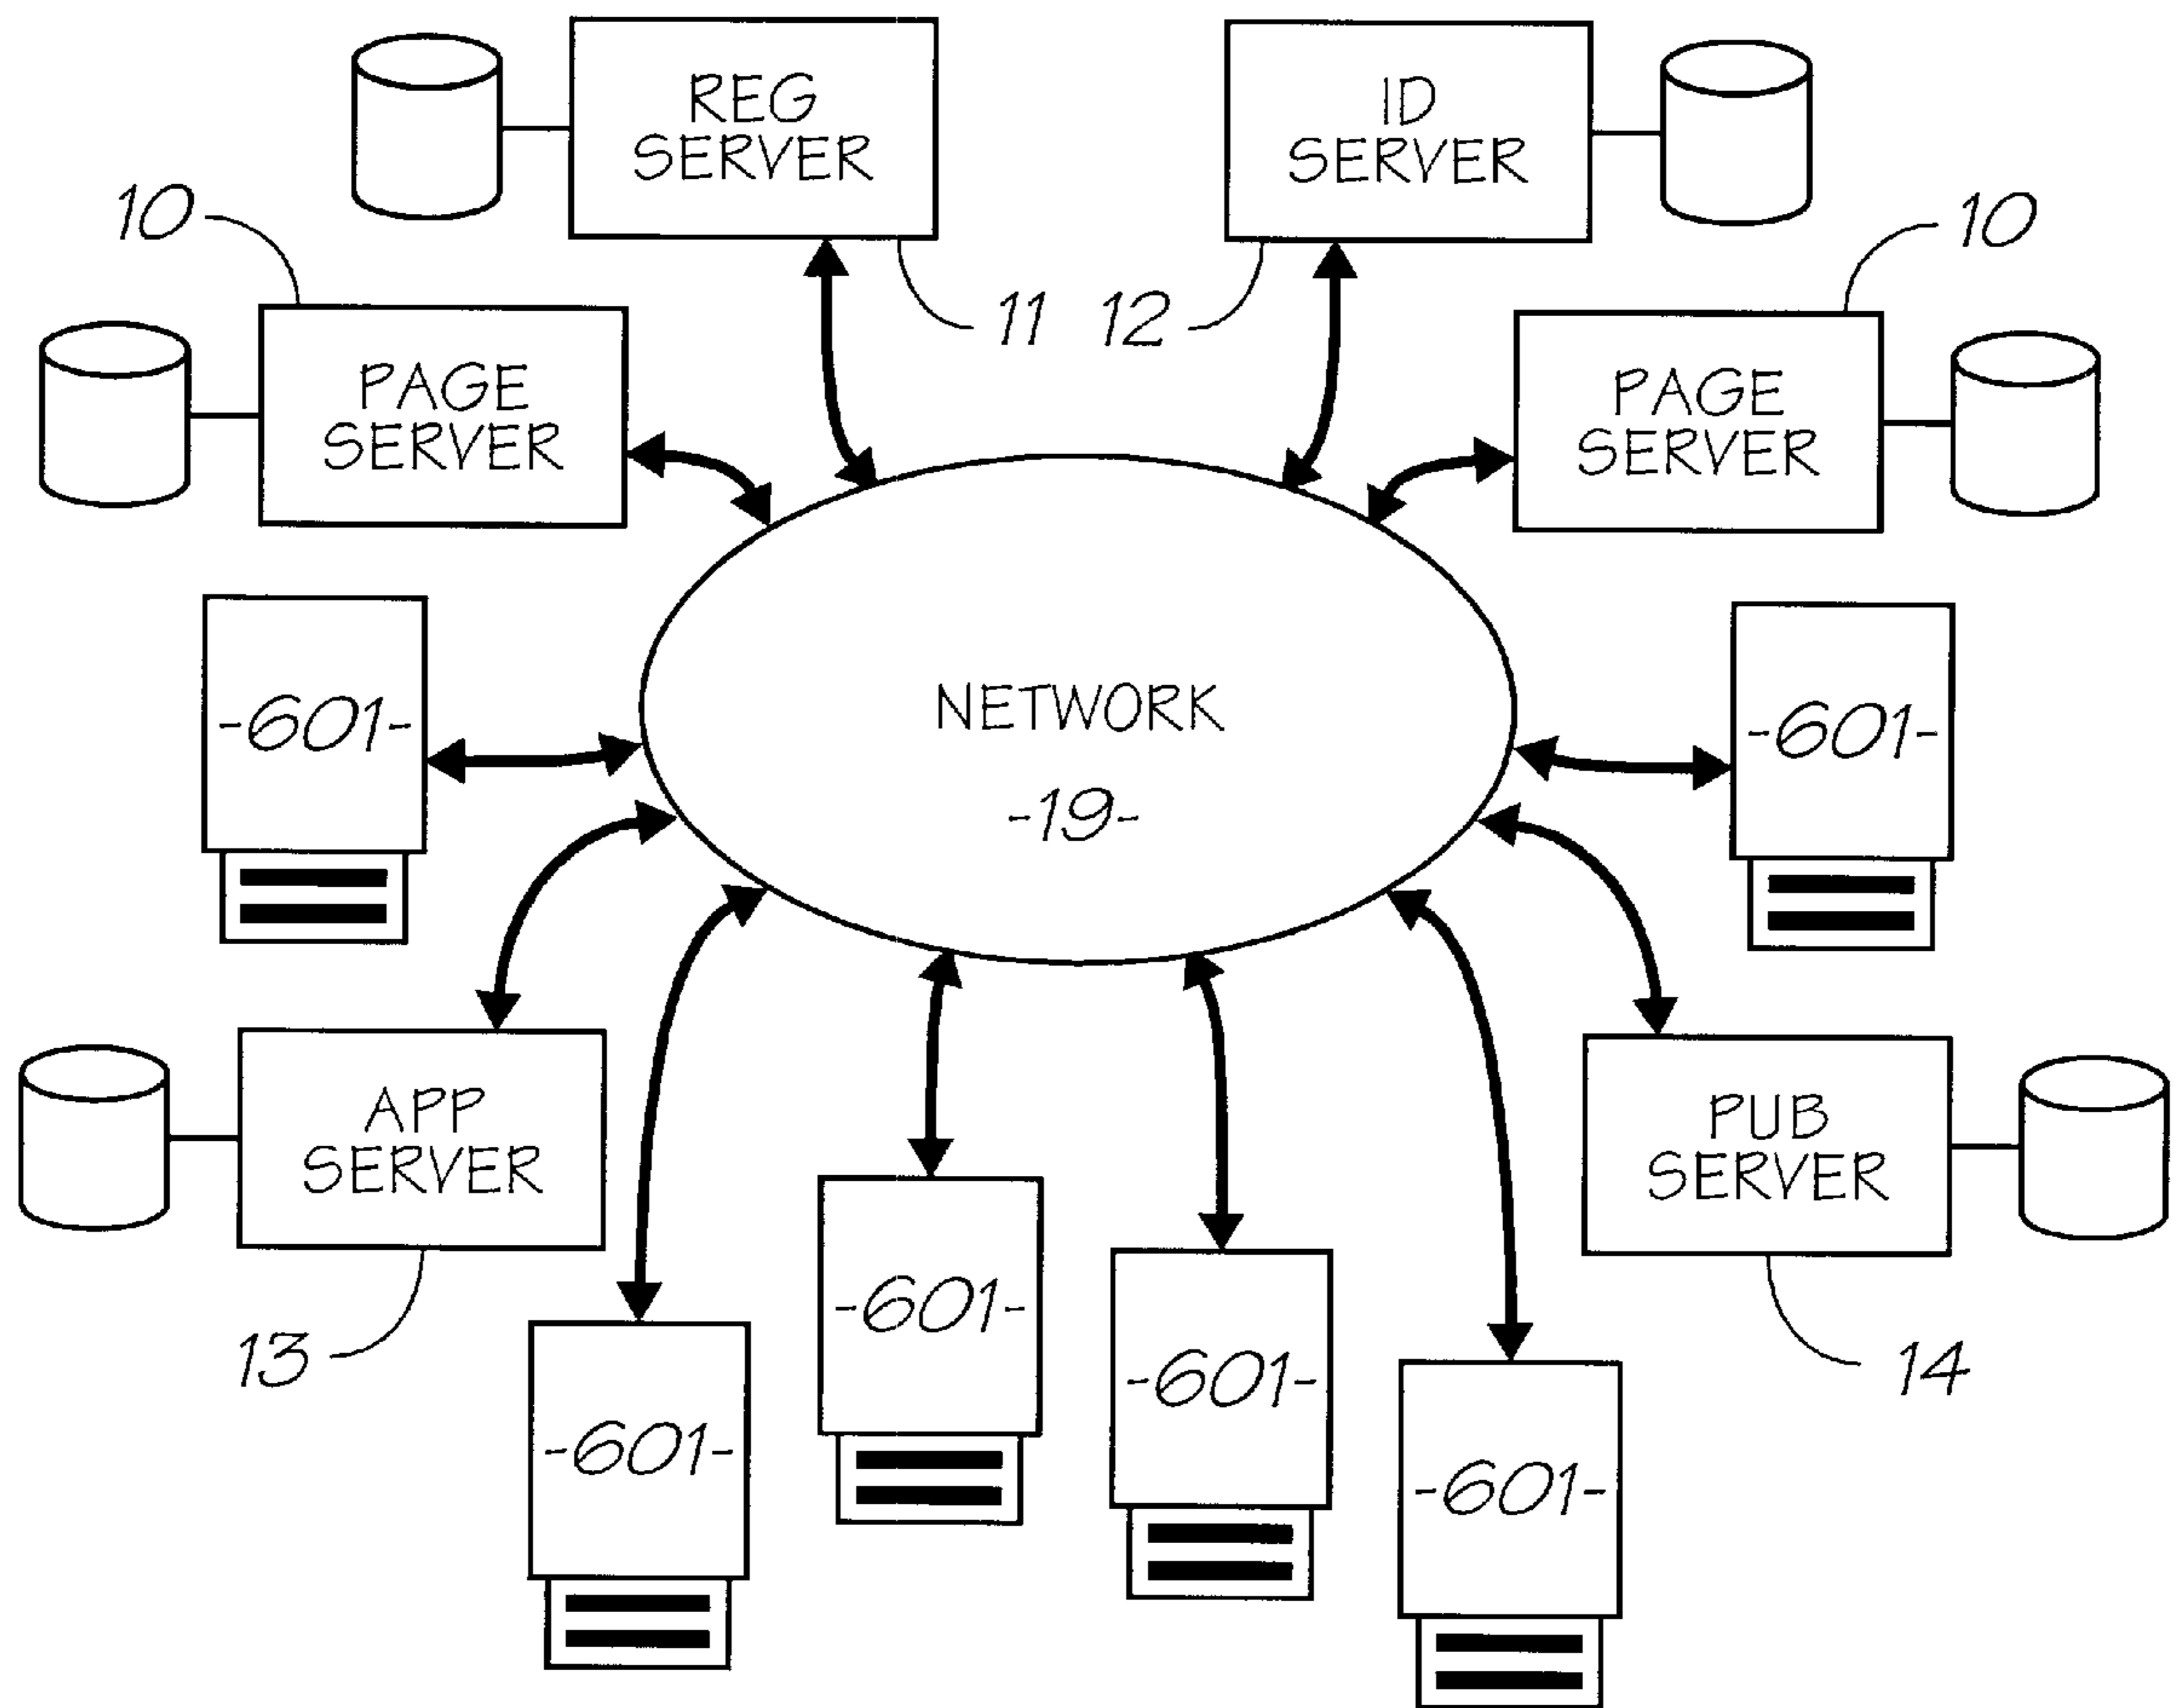 REG
SERVER
ID
SERVER
10
10
11
12
PAGE
SERVER
PAGE
SERVER
-601-
NETWORK
-19-
-601-
APP
SERVER
PUB
SERVER
-601-
13
-601-
14
-601-
-601-